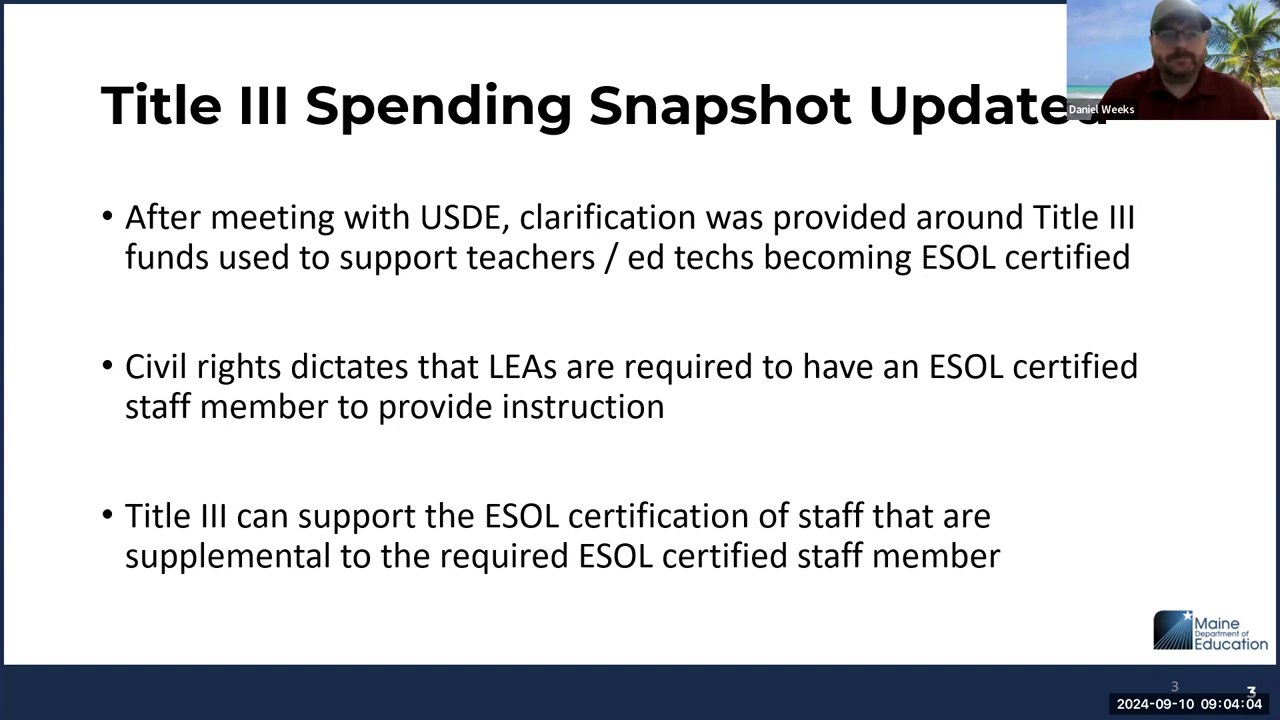 Title III Spending Snapshot Updated
Daniel Weeks
• After meeting with USDE, clarification was provided around Title III
funds used to support teachers / ed techs becoming ESOL certified
• Civil rights dictates that LEAs are required to have an ESOL certified
staff member to provide instruction
• Title III can support the ESOL certification of staff that are
supplemental to the required ESOL certified staff member
Maine
Department of
Education
3
3
2024-09-10 09:04:04